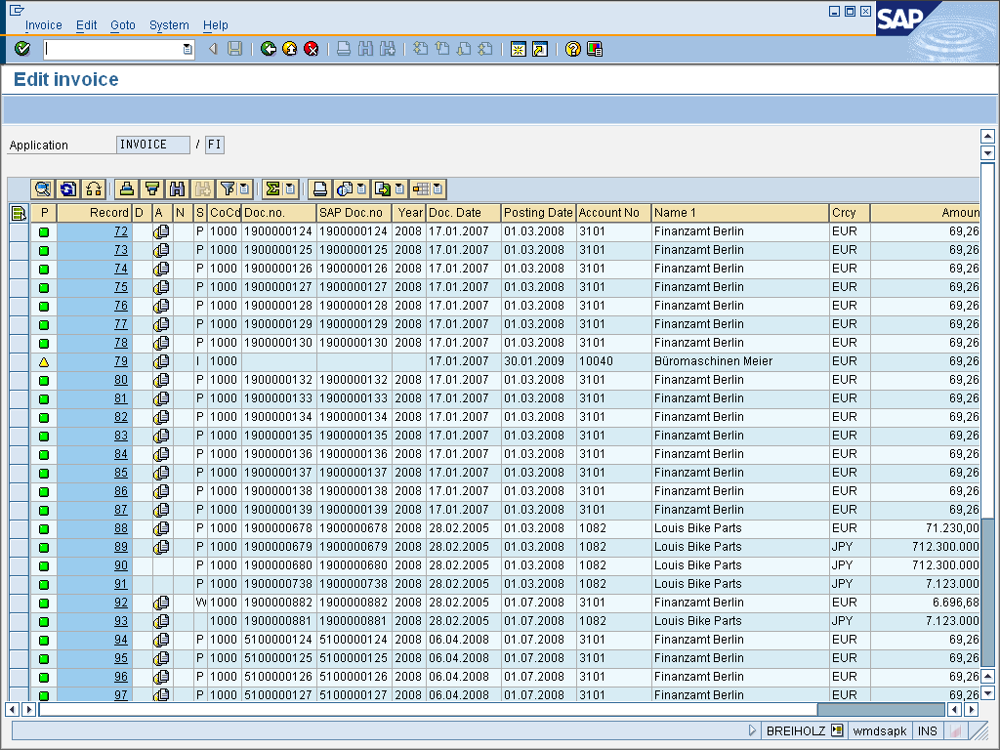 Invoice Edit Goto System Help
SAP
Edit invoice
Application INVOICE / FI
P Record D A N S CoCd Doc.no. SAP Doc.no Year Doc. Date Posting Date Account No Name 1 Crcy Amoun
72 P 1000 1900000124 1900000124 2008 17.01.2007 01.03.2008 3101 Finanzamt Berlin EUR 69,26
73 P 1000 1900000125 1900000125 2008 17.01.2007 01.03.2008 3101 Finanzamt Berlin EUR 69,26
74 P 1000 1900000126 1900000126 2008 17.01.2007 01.03.2008 3101 Finanzamt Berlin EUR 69,26
75 P 1000 1900000127 1900000127 2008 17.01.2007 01.03.2008 3101 Finanzamt Berlin EUR 69,26
76 P 1000 1900000128 1900000128 2008 17.01.2007 01.03.2008 3101 Finanzamt Berlin EUR 69,26
77 P 1000 1900000129 1900000129 2008 17.01.2007 01.03.2008 3101 Finanzamt Berlin EUR 69,26
78 P 1000 1900000130 1900000130 2008 17.01.2007 01.03.2008 3101 Finanzamt Berlin EUR 69,26
79 I 1000 17.01.2007 30.01.2009 10040 Büromaschinen Meier EUR 69,26
80 P 1000 1900000132 1900000132 2008 17.01.2007 01.03.2008 3101 Finanzamt Berlin EUR 69,26
81 P 1000 1900000133 1900000133 2008 17.01.2007 01.03.2008 3101 Finanzamt Berlin EUR 69,26
82 P 1000 1900000134 1900000134 2008 17.01.2007 01.03.2008 3101 Finanzamt Berlin EUR 69,26
83 P 1000 1900000135 1900000135 2008 17.01.2007 01.03.2008 3101 Finanzamt Berlin EUR 69,26
84 P 1000 1900000136 1900000136 2008 17.01.2007 01.03.2008 3101 Finanzamt Berlin EUR 69,26
85 P 1000 1900000137 1900000137 2008 17.01.2007 01.03.2008 3101 Finanzamt Berlin EUR 69,26
86 P 1000 1900000138 1900000138 2008 17.01.2007 01.03.2008 3101 Finanzamt Berlin EUR 69,26
87 P 1000 1900000139 1900000139 2008 17.01.2007 01.03.2008 3101 Finanzamt Berlin EUR 69,26
88 P 1000 1900000678 1900000678 2008 28.02.2005 01.03.2008 1082 Louis Bike Parts EUR 71.230,00
89 P 1000 1900000679 1900000679 2008 28.02.2005 01.03.2008 1082 Louis Bike Parts JPY 712.300.000
90 P 1000 1900000680 1900000680 2008 28.02.2005 01.03.2008 1082 Louis Bike Parts JPY 712.300.000
91 P 1000 1900000738 1900000738 2008 28.02.2005 01.03.2008 1082 Louis Bike Parts JPY 7.123.000
92 W 1000 1900000882 1900000882 2008 28.02.2005 01.07.2008 3101 Finanzamt Berlin EUR 6.696,68
93 1000 1900000881 1900000881 2008 28.02.2005 01.07.2008 1082 Louis Bike Parts JPY 7.123.000
94 P 1000 5100000124 5100000124 2008 06.04.2008 01.07.2008 3101 Finanzamt Berlin EUR 69,26
95 P 1000 5100000125 5100000125 2008 06.04.2008 01.07.2008 3101 Finanzamt Berlin EUR 69,26
96 P 1000 5100000126 5100000126 2008 06.04.2008 01.07.2008 3101 Finanzamt Berlin EUR 69,26
97 P 1000 5100000127 5100000127 2008 06.04.2008 01.07.2008 3101 Finanzamt Berlin EUR 69,26
BREIHOLZ wmdsapk INS